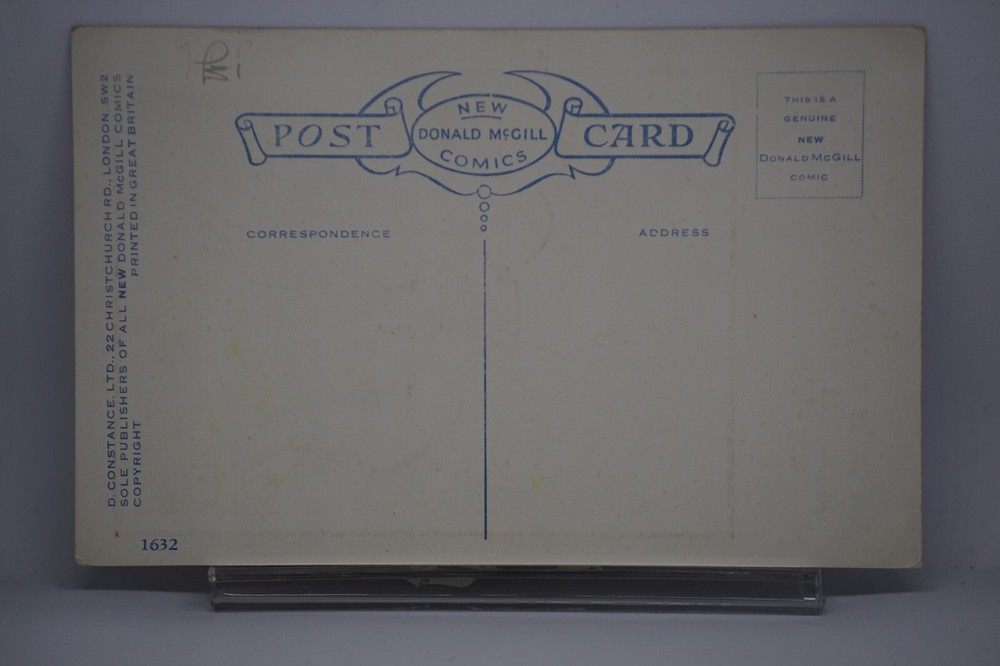 D. CONSTANCE, LTD., 22 CHRISTCHURCH RD., LONDON. SW2
SOLE PUBLISHERS OF ALL NEW DONALD McGILL COMICS
COPYRIGHT PRINTED IN GREAT BRITAIN
POST
NEW
DONALD McGILL
COMICS
CARD
THIS IS A
GENUINE
NEW
DONALD McGILL
COMIC
CORRESPONDENCE
ADDRESS
1632